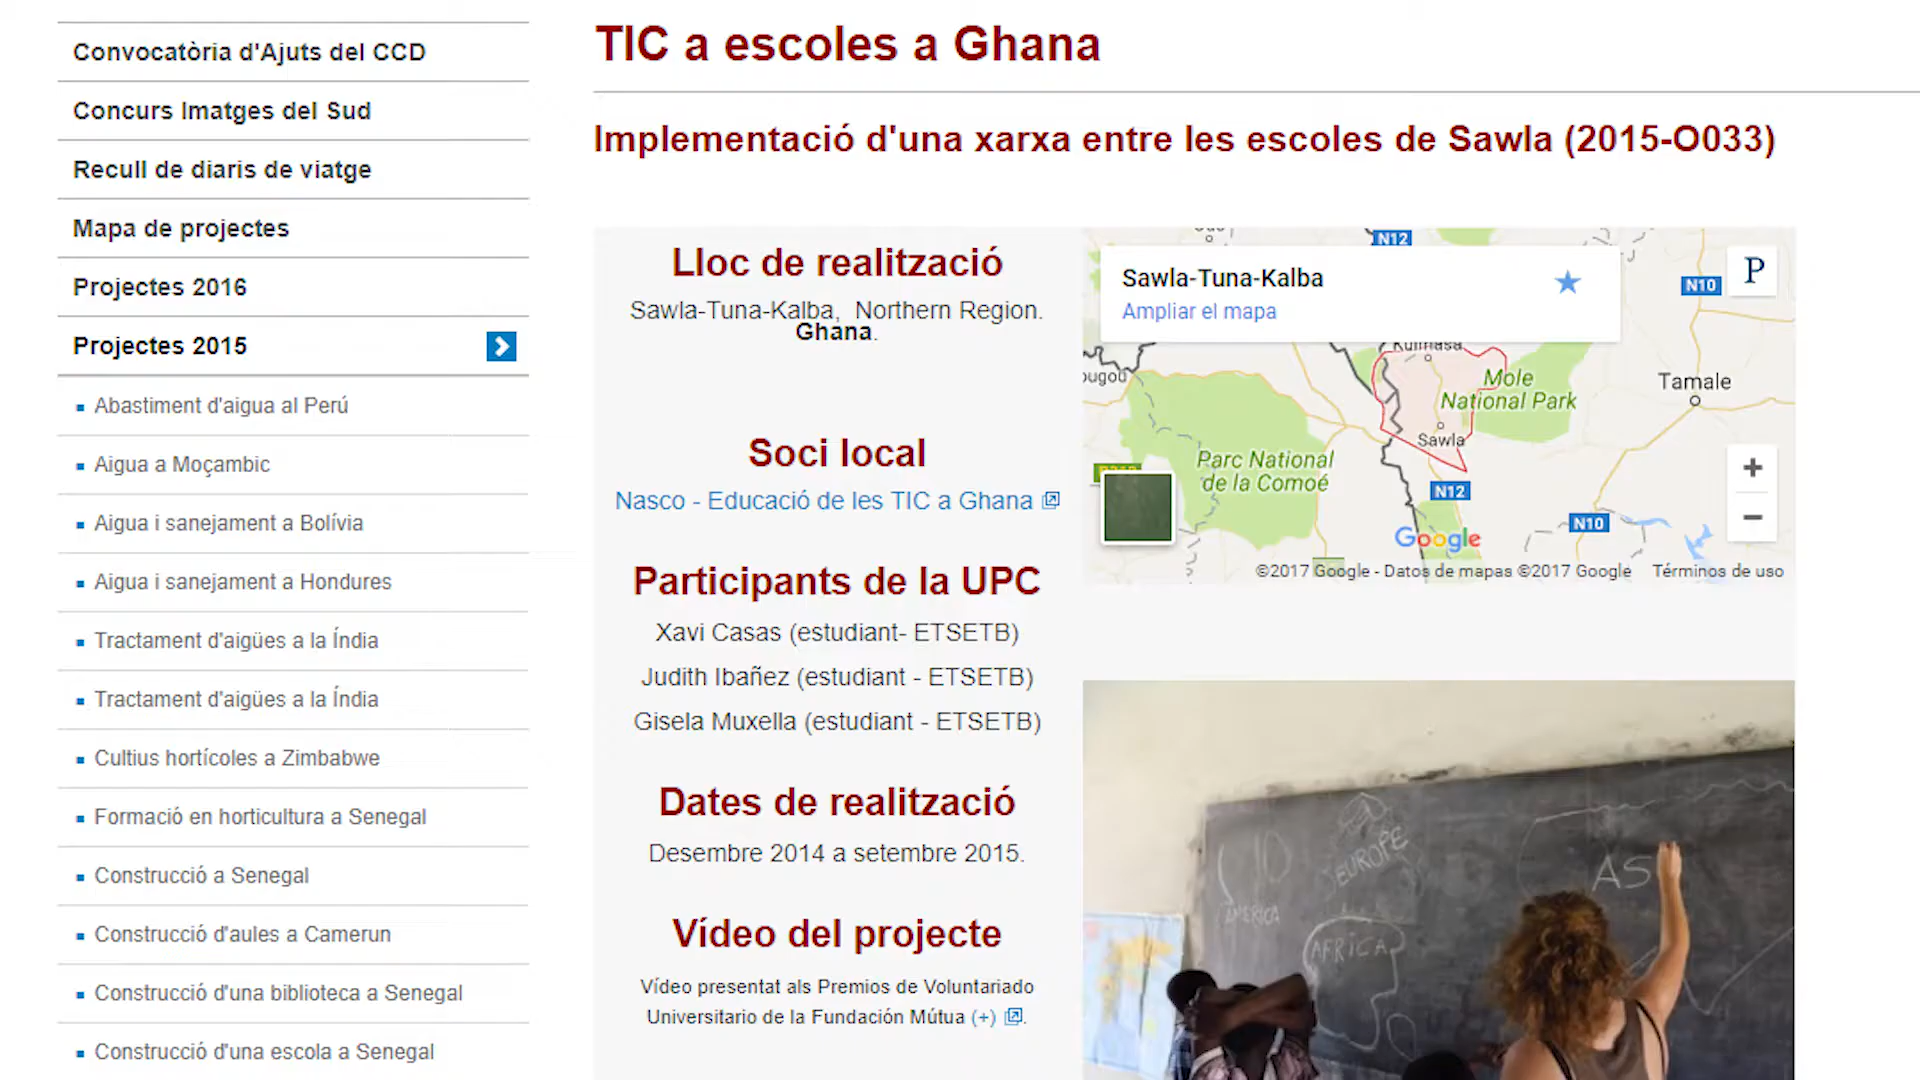 Convocatòria d'Ajuts del CCD
Concurs Imatges del Sud
Recull de diaris de viatge
Mapa de projectes
Projectes 2016
Projectes 2015
Abastiment d'aigua al Perú
Aigua a Moçambic
Aigua i sanejament a Bolívia
Aigua i sanejament a Hondures
Tractament d'aigües a la Índia
Tractament d'aigües a la Índia
Cultius hortícoles a Zimbabwe
Formació en horticultura a Senegal
Construcció a Senegal
Construcció d'aules a Camerun
Construcció d'una biblioteca a Senegal
Construcció d'una escola a Senegal
TIC a escoles a Ghana
Implementació d'una xarxa entre les escoles de Sawla (2015-O033)
Lloc de realització
Sawla-Tuna-Kalba, Northern Region.
Ghana.
Soci local
Nasco - Educació de les TIC a Ghana
Participants de la UPC
Xavi Casas (estudiant- ETSETB)
Judith Ibañez (estudiant - ETSETB)
Gisela Muxella (estudiant - ETSETB)
Dates de realització
Desembre 2014 a setembre 2015.
Vídeo del projecte
Vídeo presentat als Premios de Voluntariado
Universitario de la Fundación Mútua (+).
N12
Sawla-Tuna-Kalba
Ampliar el mapa
N10
P
Mole
National Park
Tamale
Sawla
Parc National
de la Comoé
N12
N10
Google
©2017 Google - Datos de mapas ©2017 Google
Términos de uso
EUROPE
AS
AMERICA
AFRICA